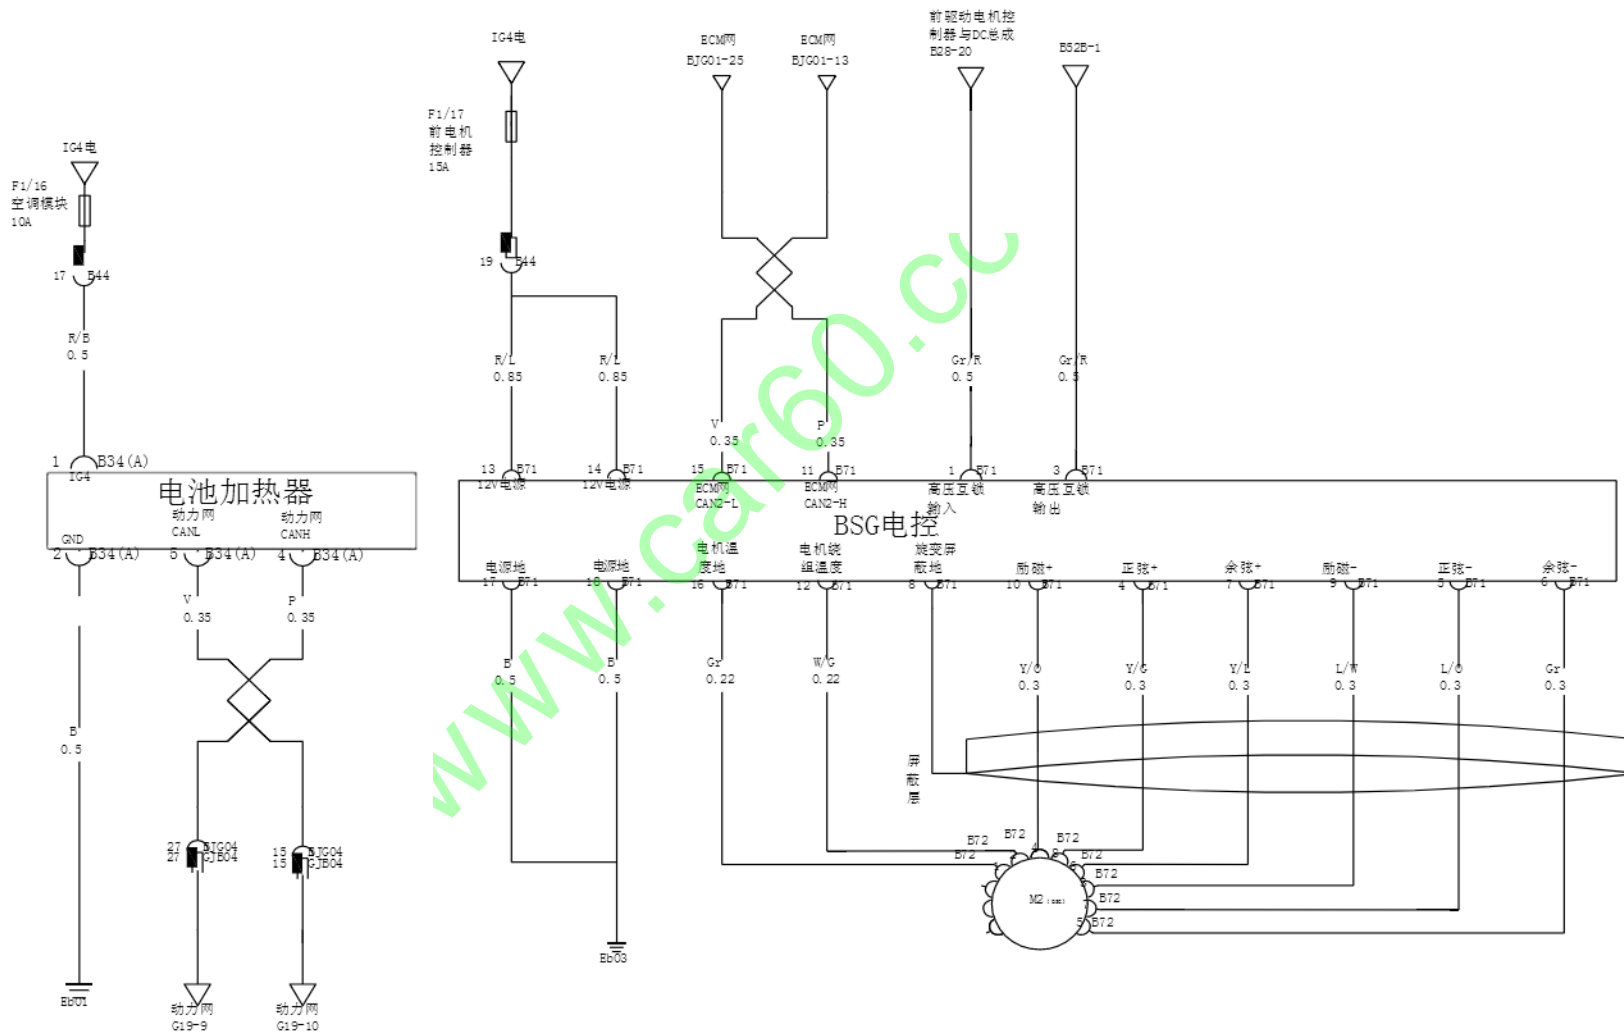 IG4电
F1/16
空调模块
10A
17 B44
R/B
0.5
1 B34(A)
IG4
电池加热器
动力网
CANL
动力网
CANH
GND
2 B34(A)
5 B34(A)
4 B34(A)
V
0.35
P
0.35
B
0.5
27 BJG04
27 GJB04
15 BJG04
15 GJB04
Eb01
动力网
G19-9
动力网
G19-10
IG4电
F1/17
前电机
控制器
15A
19 B44
R/L
0.85
R/L
0.85
ECM网
BJG01-25
ECM网
BJG01-13
前驱动电机控
制器与DC总成
B28-20
B52B-1
V
0.35
P
0.35
Gr/R
0.5
Gr/R
0.5
13 B71
12V电源
14 B71
12V电源
15 B71
ECM网
CAN2-L
11 B71
ECM网
CAN2-H
1 B71
高压互锁
输入
3 B71
高压互锁
输出
BSG电控
电源地
17 B71
电源地
18 B71
电机温
度地
16 B71
电机绕
组温度
12 B71
旋变屏
蔽地
8 B71
励磁+
10 B71
正弦+
4 B71
余弦+
7 B71
励磁-
9 B71
正弦-
5 B71
余弦-
6 B71
B
0.5
B
0.5
Gr
0.22
W/G
0.22
Y/O
0.3
Y/G
0.3
Y/L
0.3
L/W
0.3
L/O
0.3
Gr
0.3
屏
蔽
层
B72
B72
B72
B72
B72
B72
B72
B72
M2
5
Eb03
www.car60.co